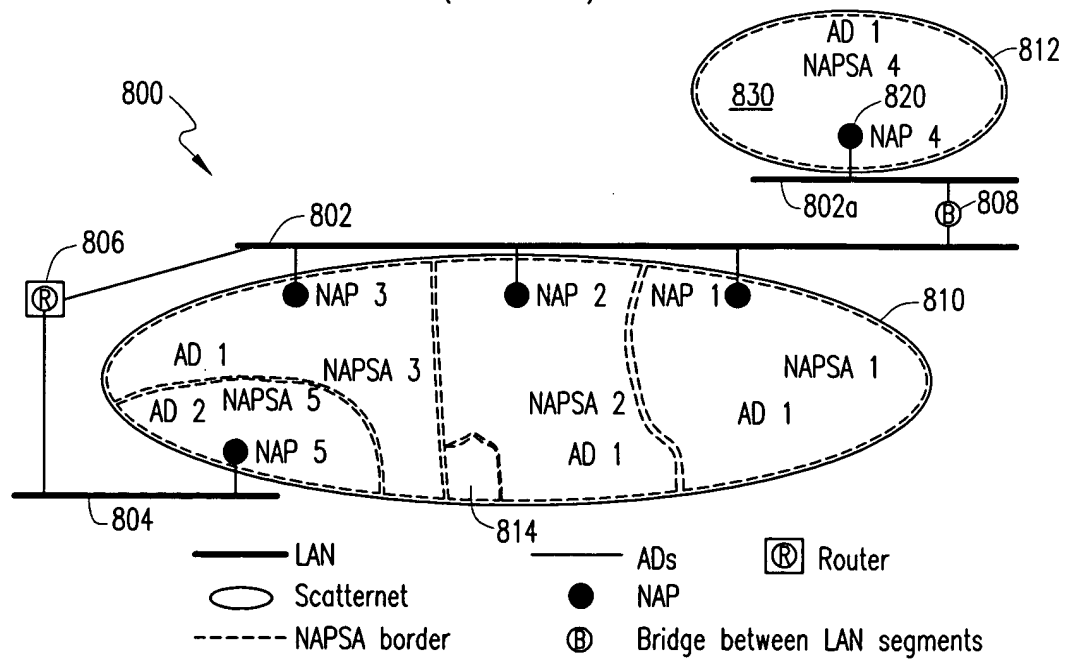 AD 1
812
NAPSA 4
800
830
820
NAP 4
802a
B
808
802
806
R
NAP 3
NAP 2
NAP 1
810
AD 1
NAPSA 3
NAPSA 1
AD 2
NAPSA 5
NAPSA 2
AD 1
NAP 5
AD 1
804
814
LAN
ADs
R
Router
Scatternet
NAP
NAPSA border
B
Bridge between LAN segments